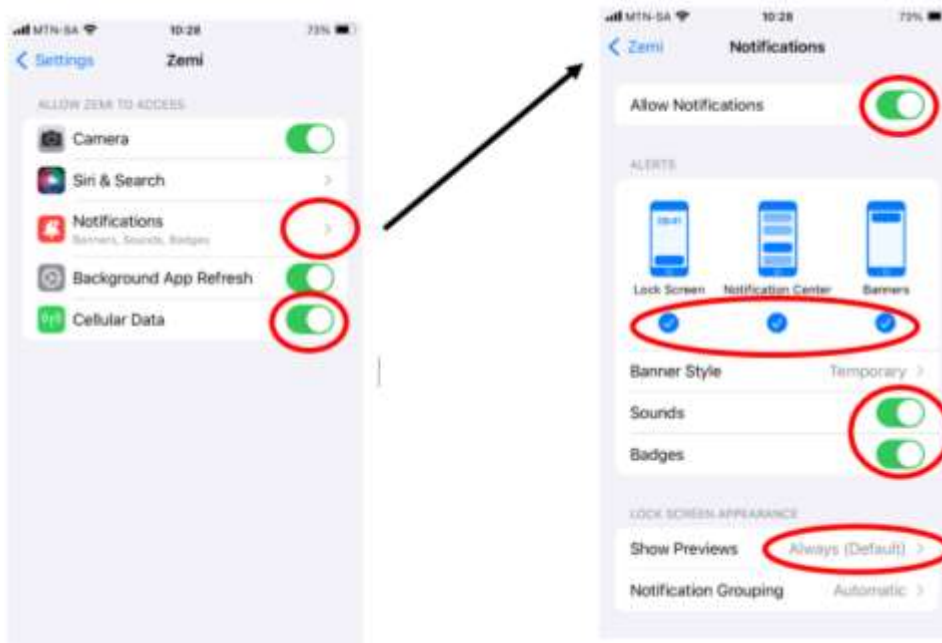 MTN-SA 10:28 73%
Settings Zemi
ALLOW ZEMI TO ACCESS
Camera
Siri & Search
Notifications
Banners, Sounds, Badges
Background App Refresh
Cellular Data
MTN-SA 10:28 73%
Zemi Notifications
Allow Notifications
ALERTS
Lock Screen Notification Center Banners
Banner Style Temporary
Sounds
Badges
LOCK SCREEN APPEARANCE
Show Previews Always (Default)
Notification Grouping Automatic